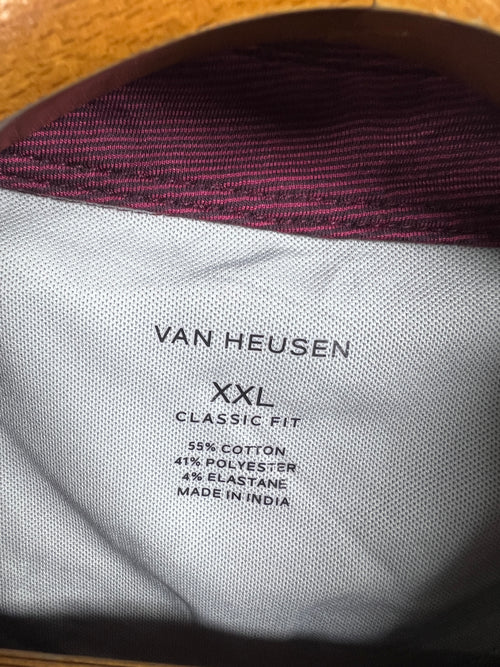 VAN HEUSEN
XXL
CLASSIC FIT
55% COTTON
41% POLYESTER
4% ELASTANE
MADE IN INDIA